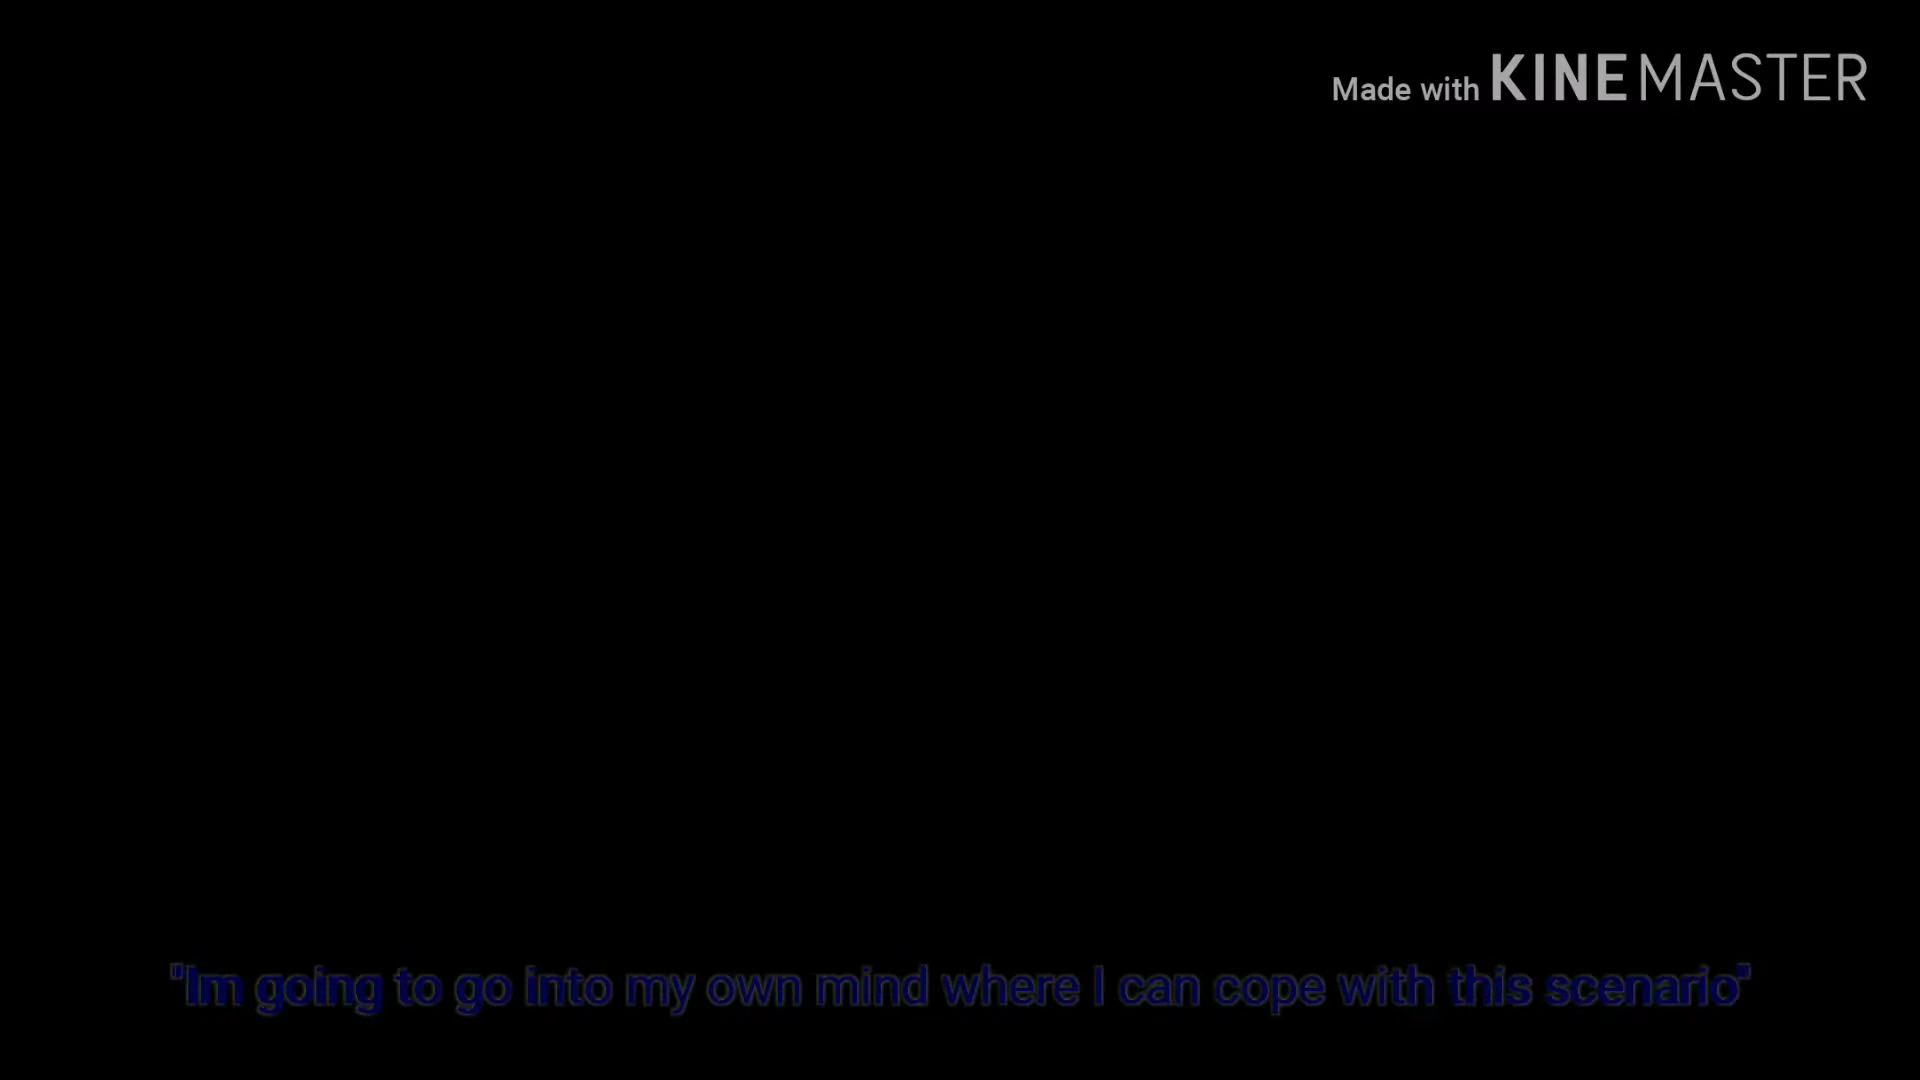 Made with KINEMASTER
"Im going to go into my own mind where I can cope with this scenario"